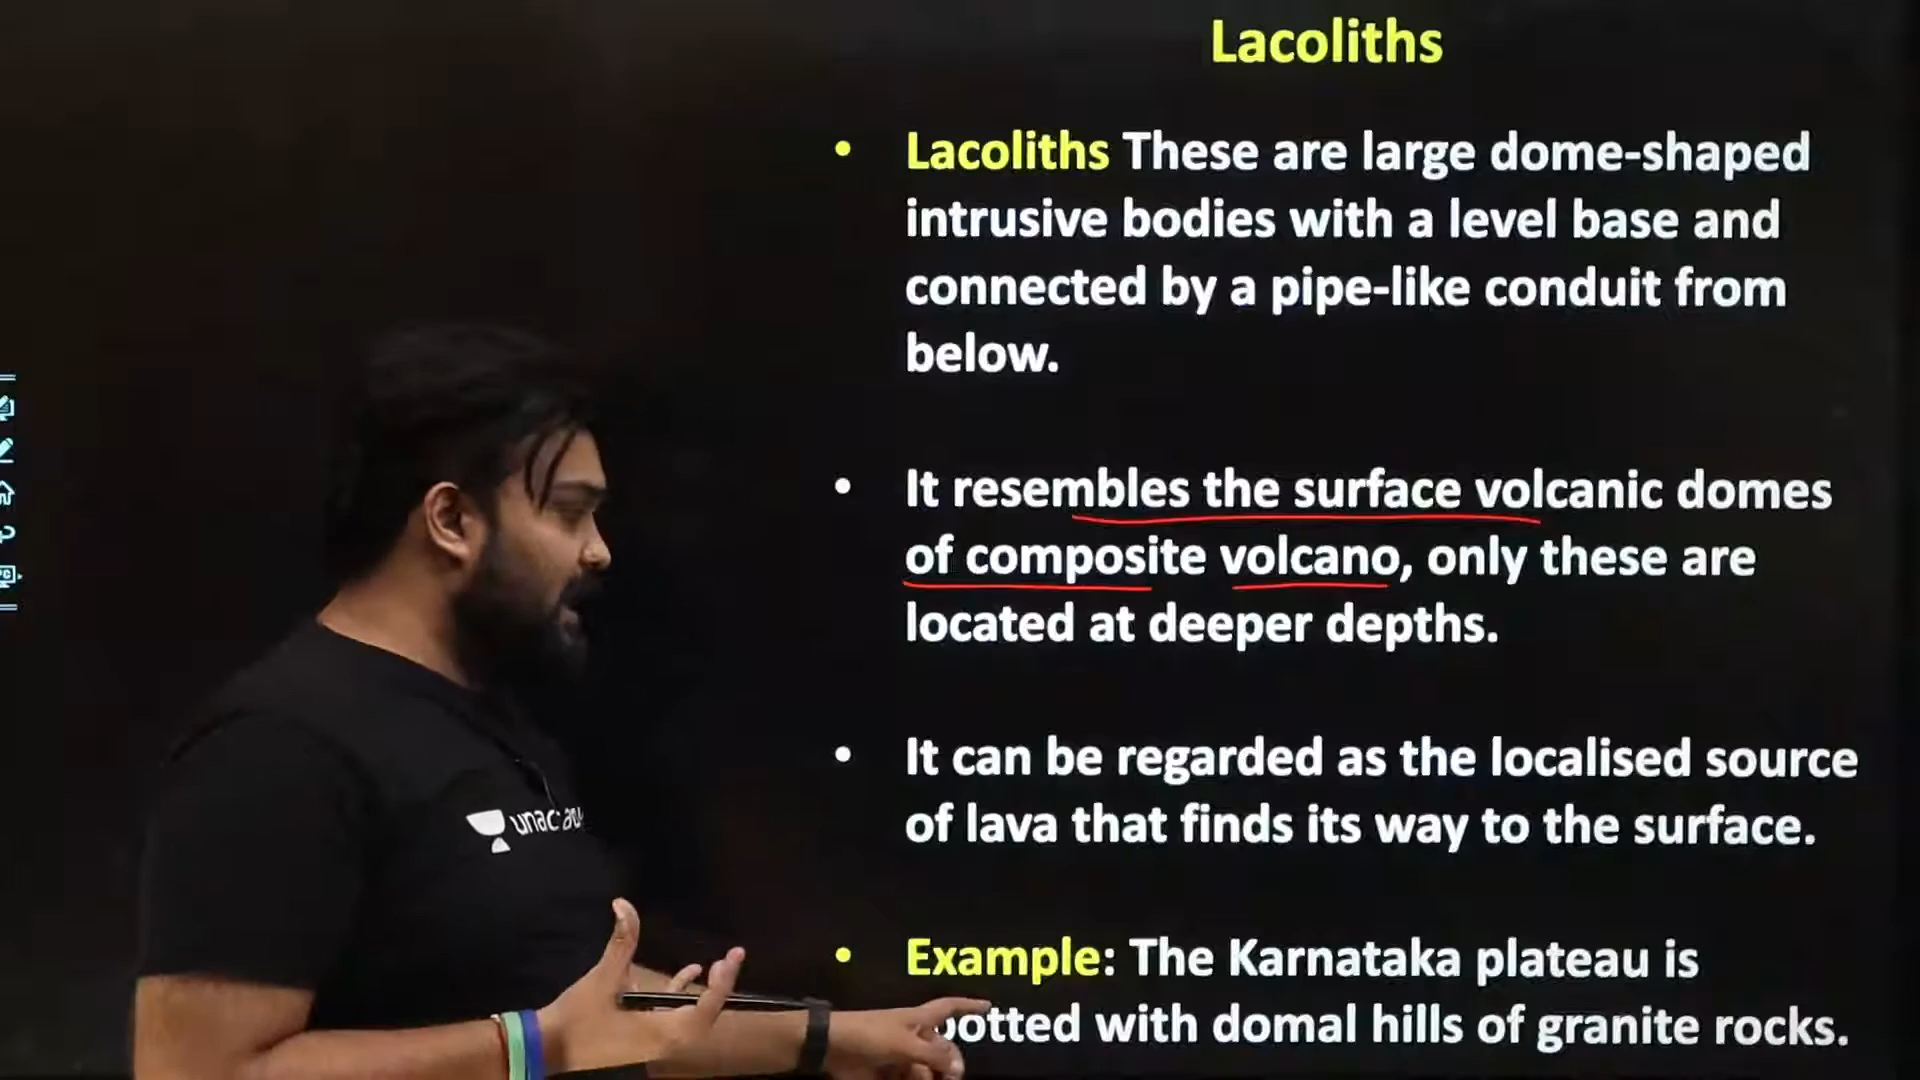 Lacoliths
• Lacoliths These are large dome-shaped
intrusive bodies with a level base and
connected by a pipe-like conduit from
below.
• It resembles the surface volcanic domes
of composite volcano, only these are
located at deeper depths.
• It can be regarded as the localised source
of lava that finds its way to the surface.
• Example: The Karnataka plateau is
with domal hills of granite rocks.